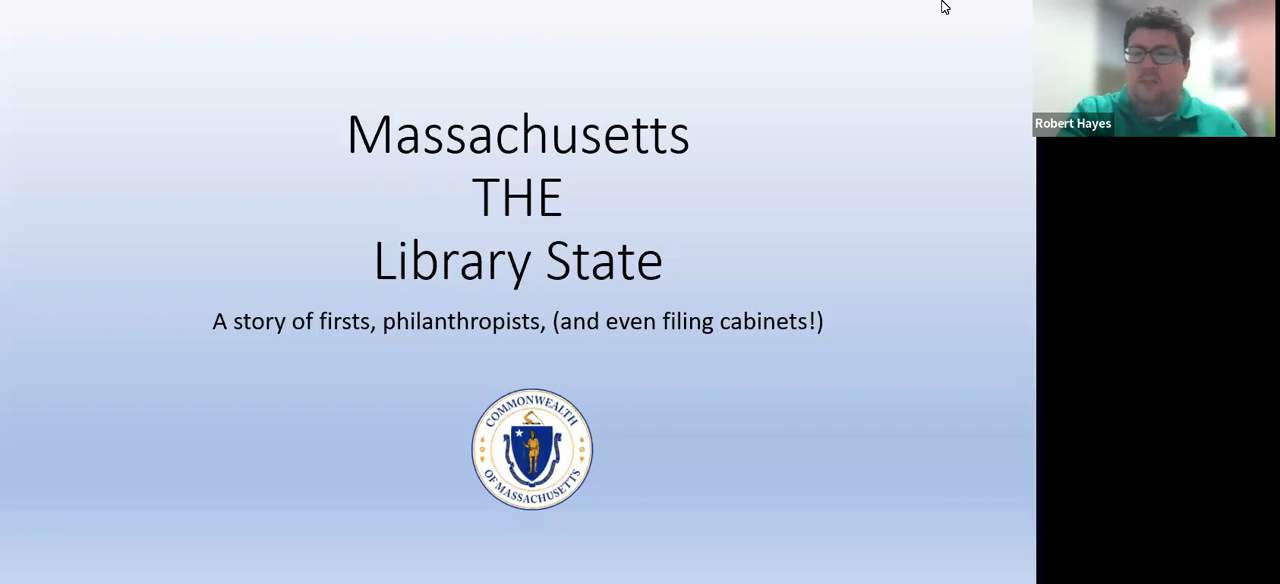 Massachusetts
THE
Library State
A story of firsts, philanthropists, (and even filing cabinets!)
COMMONWEALTH
OF MASSACHUSETTS
Robert Hayes